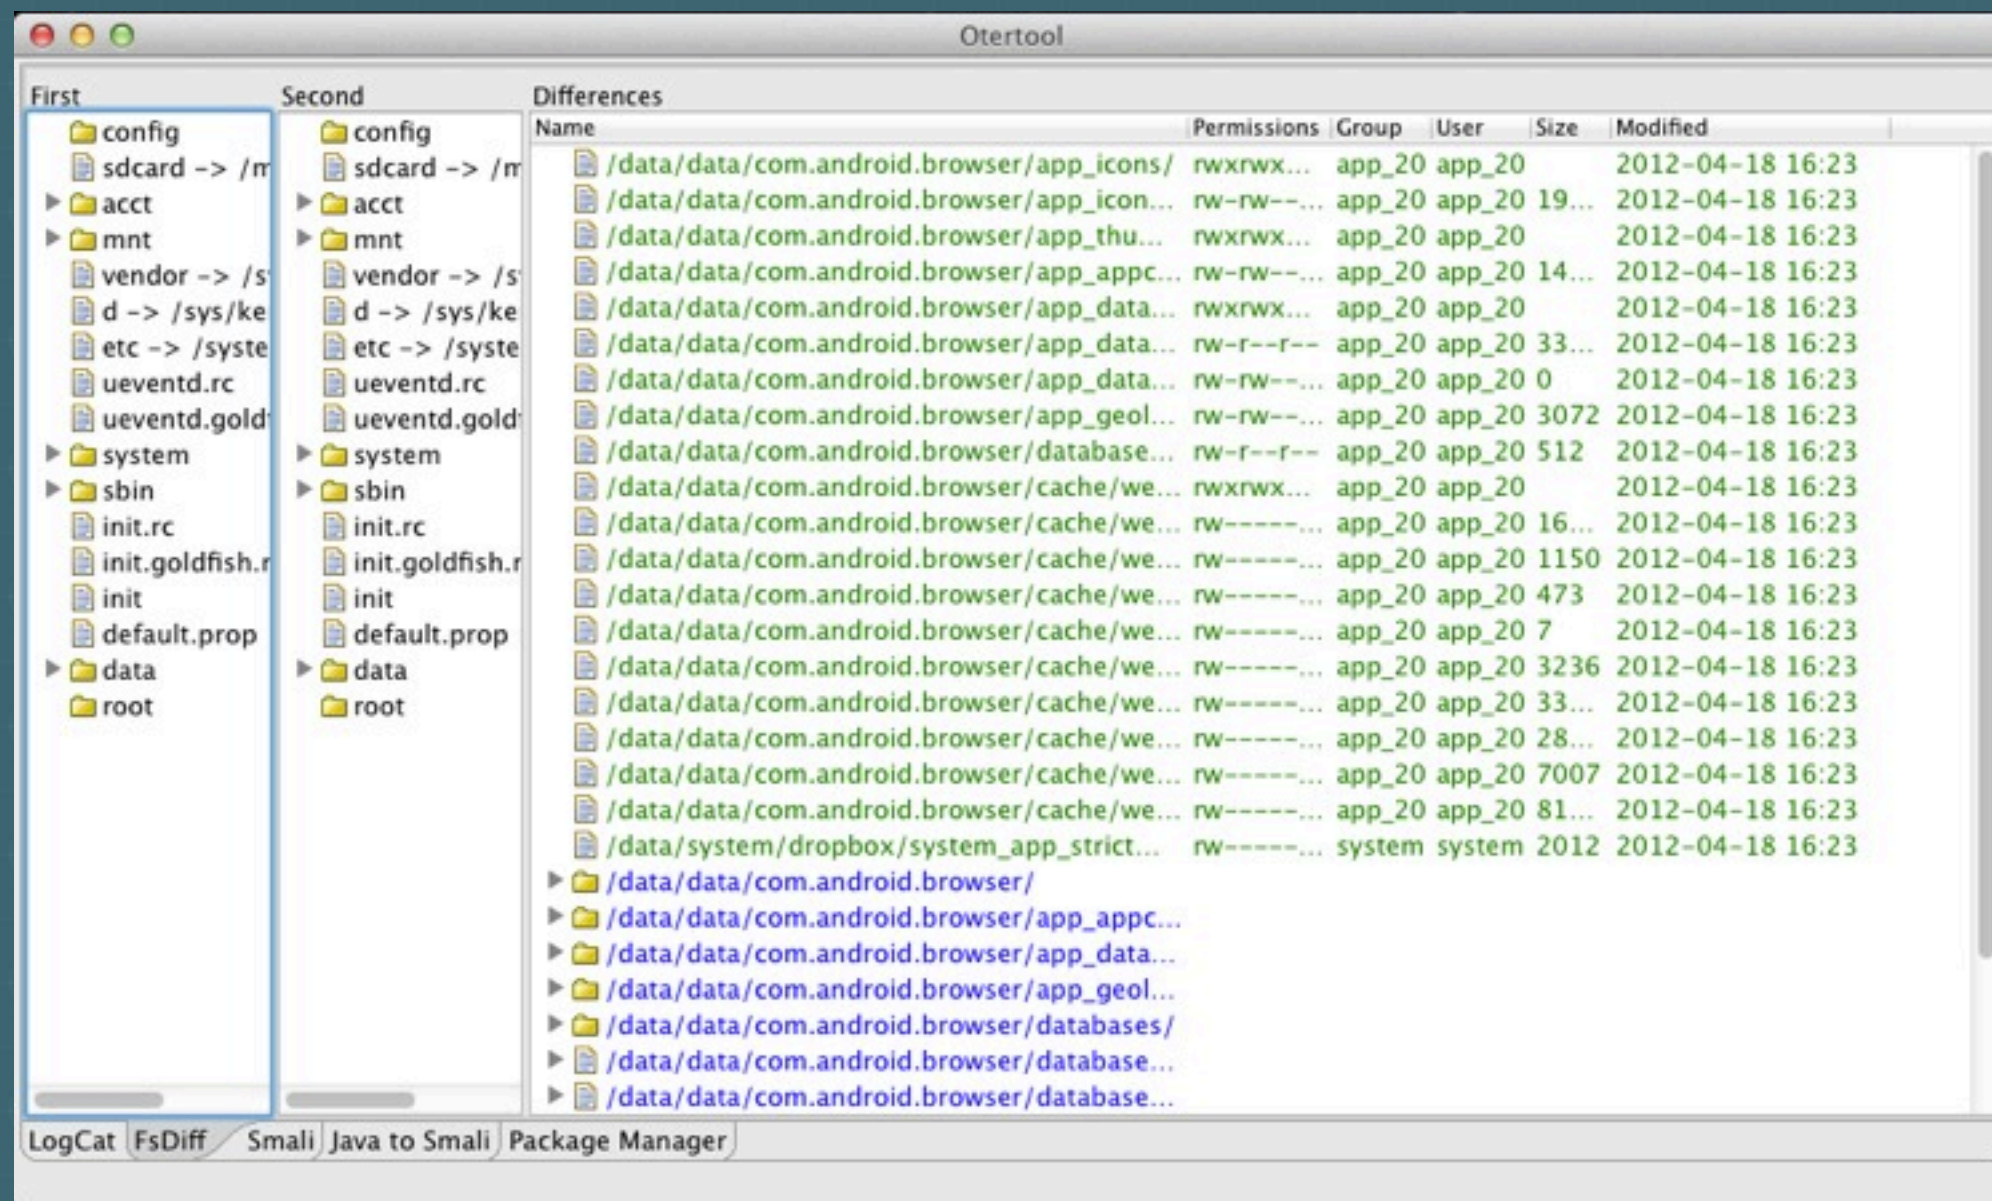 Otertool
First
config
sdcard -> /m
acct
mnt
vendor -> /s
d -> /sys/ke
etc -> /syste
ueventd.rc
ueventd.gold
system
sbin
init.rc
init.goldfish.r
init
default.prop
data
root
Second
config
sdcard -> /m
acct
mnt
vendor -> /s
d -> /sys/ke
etc -> /syste
ueventd.rc
ueventd.gold
system
sbin
init.rc
init.goldfish.r
init
default.prop
data
root
Differences
Name Permissions Group User Size Modified
/data/data/com.android.browser/app_icons/ rwxrwx... app_20 app_20 2012-04-18 16:23
/data/data/com.android.browser/app_icon... rw-rw--... app_20 app_20 19... 2012-04-18 16:23
/data/data/com.android.browser/app_thu... rwxrwx... app_20 app_20 2012-04-18 16:23
/data/data/com.android.browser/app_appc... rw-rw--... app_20 app_20 14... 2012-04-18 16:23
/data/data/com.android.browser/app_data... rwxrwx... app_20 app_20 2012-04-18 16:23
/data/data/com.android.browser/app_data... rw-r--r-- app_20 app_20 33... 2012-04-18 16:23
/data/data/com.android.browser/app_data... rw-rw--... app_20 app_20 0 2012-04-18 16:23
/data/data/com.android.browser/app_geol... rw-rw--... app_20 app_20 3072 2012-04-18 16:23
/data/data/com.android.browser/database... rw-r--r-- app_20 app_20 512 2012-04-18 16:23
/data/data/com.android.browser/cache/we... rwxrwx... app_20 app_20 2012-04-18 16:23
/data/data/com.android.browser/cache/we... rw-----... app_20 app_20 16... 2012-04-18 16:23
/data/data/com.android.browser/cache/we... rw-----... app_20 app_20 1150 2012-04-18 16:23
/data/data/com.android.browser/cache/we... rw-----... app_20 app_20 473 2012-04-18 16:23
/data/data/com.android.browser/cache/we... rw-----... app_20 app_20 7 2012-04-18 16:23
/data/data/com.android.browser/cache/we... rw-----... app_20 app_20 3236 2012-04-18 16:23
/data/data/com.android.browser/cache/we... rw-----... app_20 app_20 33... 2012-04-18 16:23
/data/data/com.android.browser/cache/we... rw-----... app_20 app_20 28... 2012-04-18 16:23
/data/data/com.android.browser/cache/we... rw-----... app_20 app_20 7007 2012-04-18 16:23
/data/data/com.android.browser/cache/we... rw-----... app_20 app_20 81... 2012-04-18 16:23
/data/system/dropbox/system_app_strict... rw-----... system system 2012 2012-04-18 16:23
/data/data/com.android.browser/
/data/data/com.android.browser/app_appc...
/data/data/com.android.browser/app_data...
/data/data/com.android.browser/app_geol...
/data/data/com.android.browser/databases/
/data/data/com.android.browser/database...
/data/data/com.android.browser/database...
LogCat FsDiff Smali Java to Smali Package Manager